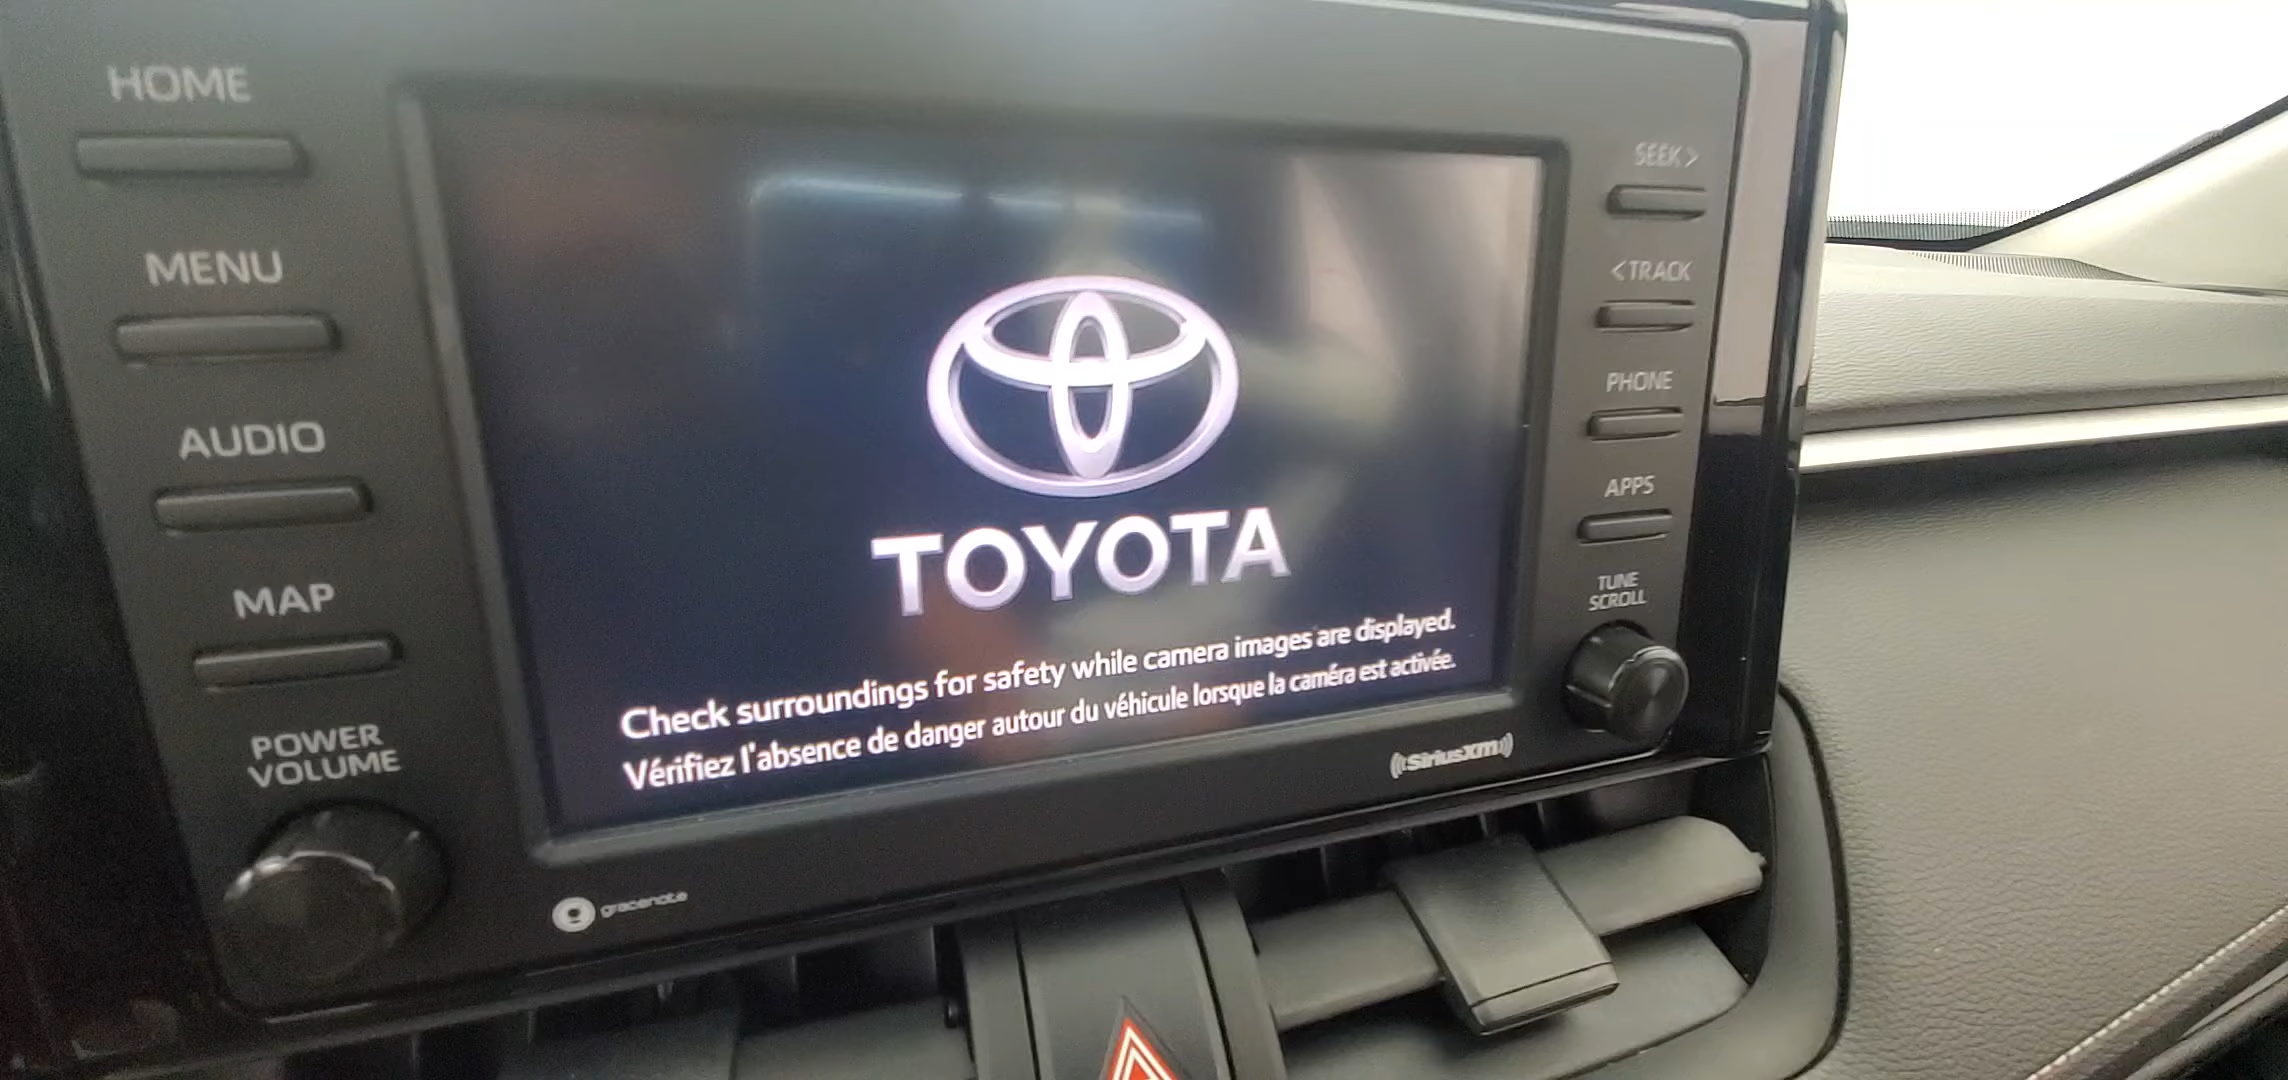 HOME
MENU
AUDIO
MAP
POWER
VOLUME
TOYOTA
Check surroundings for safety while camera images are displayed.
Vérifiez l'absence de danger autour du véhicule lorsque la caméra est activée.
SEEK >
< TRACK
PHONE
APPS
TUNE
SCROLL
((SiriusXM))
gracenote